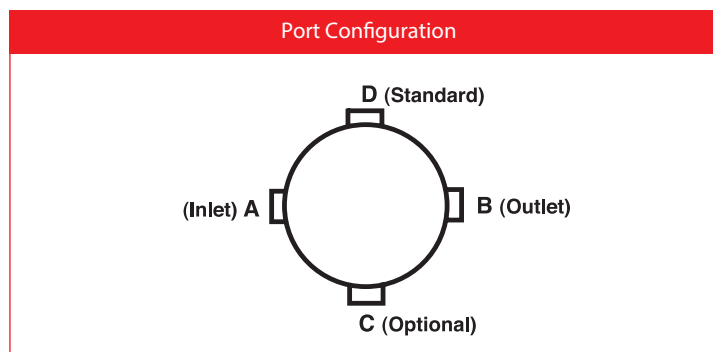 Port Configuration
D (Standard)
(Inlet) A
B (Outlet)
C (Optional)